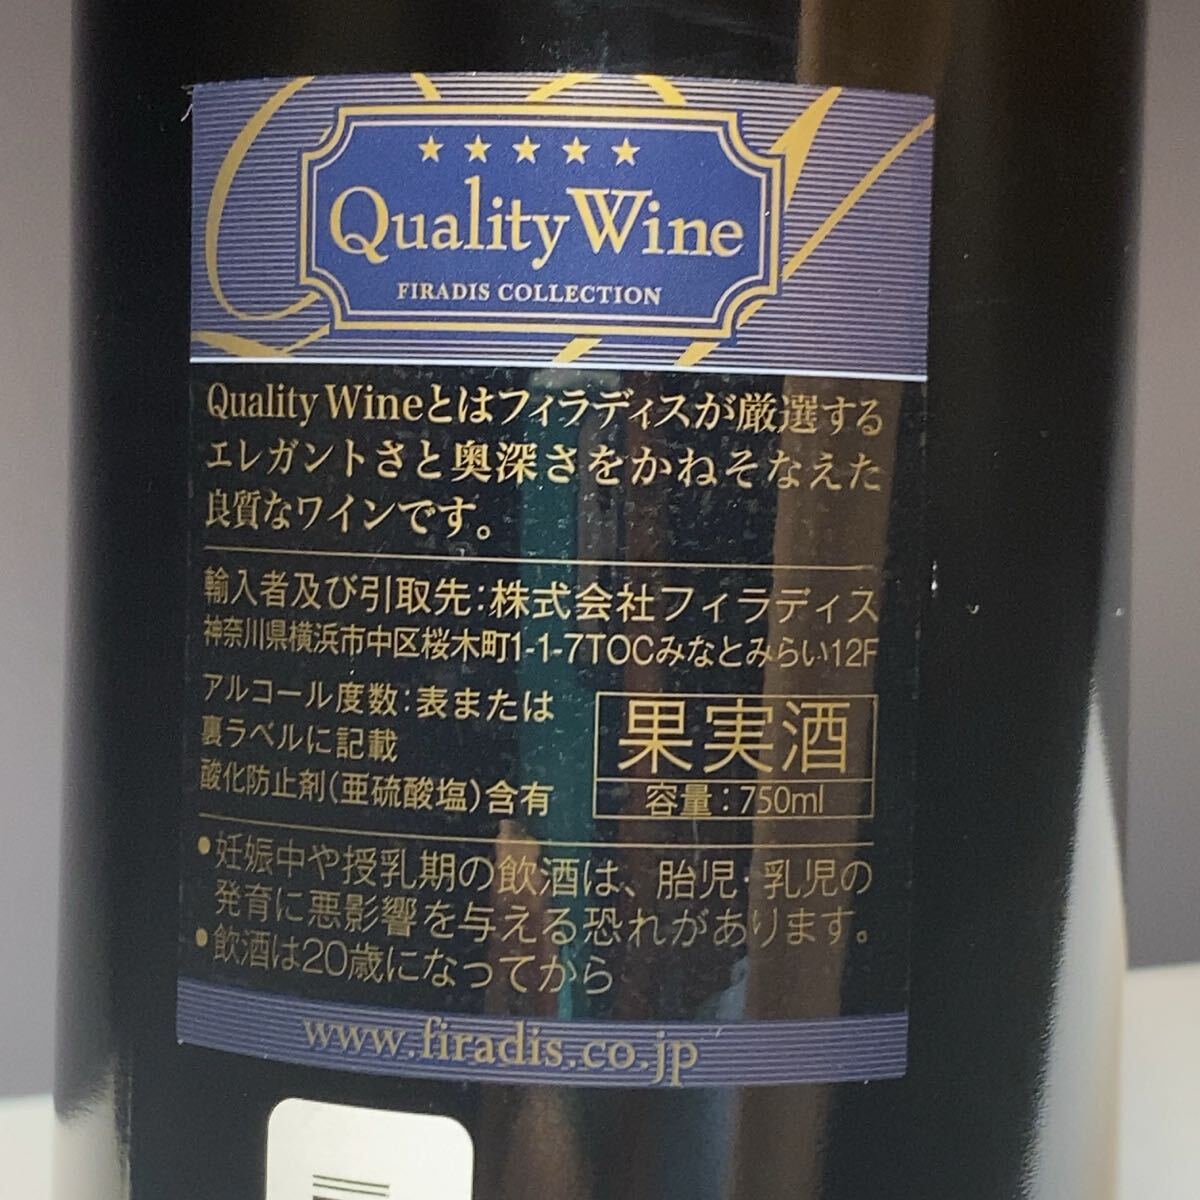 ★★★★★
Quality Wine
FIRADIS COLLECTION
Quality Wineとはフィラディスが厳選する
エレガントさと奥深さをかねそなえた
良質なワインです。
輸入者及び引取先:株式会社フィラディス
神奈川県横浜市中区桜木町1-1-7TOCみなとみらい12F
アルコール度数:表または
裏ラベルに記載
酸化防止剤(亜硫酸塩)含有
果実酒
容量:750ml
•妊娠中や授乳期の飲酒は、胎児・乳児の
発育に悪影響を与える恐れがあります。
•飲酒は20歳になってから
www.firadis.co.jp